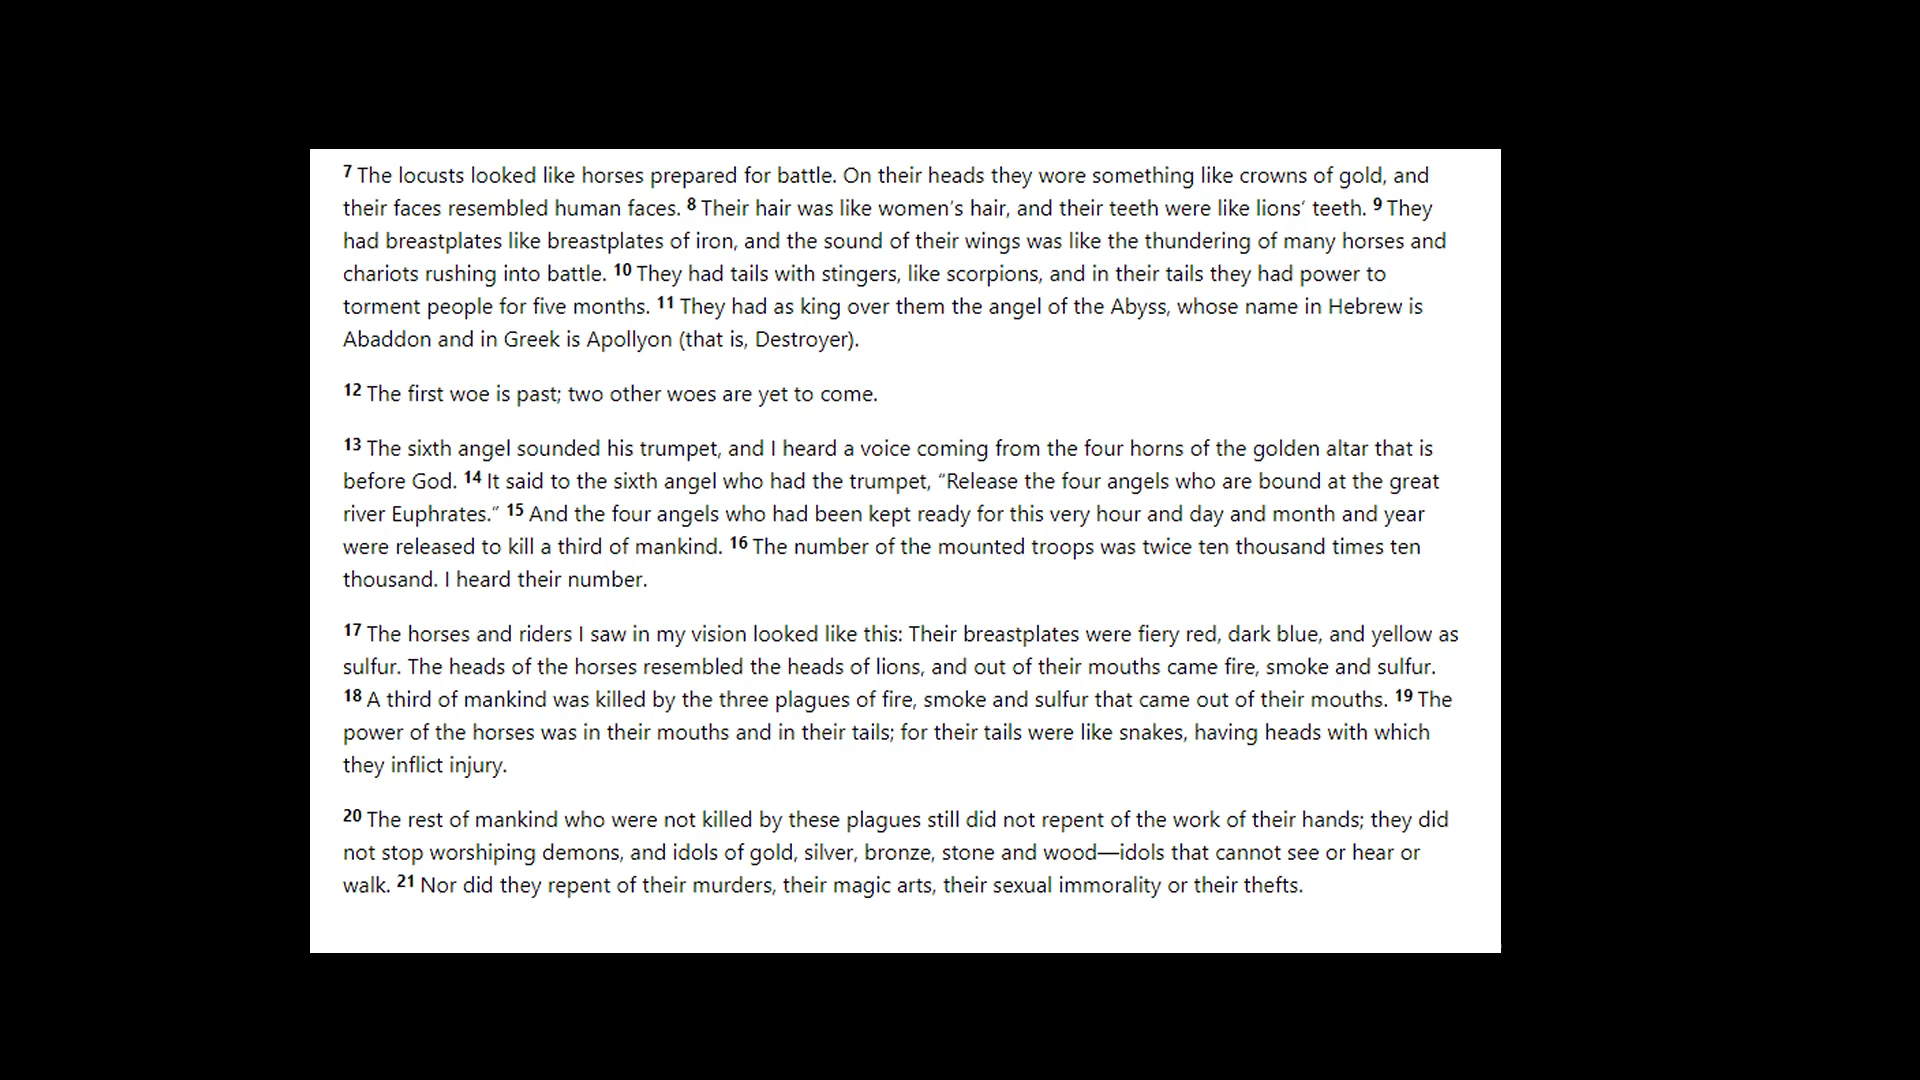 7 The locusts looked like horses prepared for battle. On their heads they wore something like crowns of gold, and
their faces resembled human faces. 8 Their hair was like women’s hair, and their teeth were like lions’ teeth. 9 They
had breastplates like breastplates of iron, and the sound of their wings was like the thundering of many horses and
chariots rushing into battle. 10 They had tails with stingers, like scorpions, and in their tails they had power to
torment people for five months. 11 They had as king over them the angel of the Abyss, whose name in Hebrew is
Abaddon and in Greek is Apollyon (that is, Destroyer).
12 The first woe is past; two other woes are yet to come.
13 The sixth angel sounded his trumpet, and I heard a voice coming from the four horns of the golden altar that is
before God. 14 It said to the sixth angel who had the trumpet, “Release the four angels who are bound at the great
river Euphrates.” 15 And the four angels who had been kept ready for this very hour and day and month and year
were released to kill a third of mankind. 16 The number of the mounted troops was twice ten thousand times ten
thousand. I heard their number.
17 The horses and riders I saw in my vision looked like this: Their breastplates were fiery red, dark blue, and yellow as
sulfur. The heads of the horses resembled the heads of lions, and out of their mouths came fire, smoke and sulfur.
18 A third of mankind was killed by the three plagues of fire, smoke and sulfur that came out of their mouths. 19 The
power of the horses was in their mouths and in their tails; for their tails were like snakes, having heads with which
they inflict injury.
20 The rest of mankind who were not killed by these plagues still did not repent of the work of their hands; they did
not stop worshiping demons, and idols of gold, silver, bronze, stone and wood—idols that cannot see or hear or
walk. 21 Nor did they repent of their murders, their magic arts, their sexual immorality or their thefts.